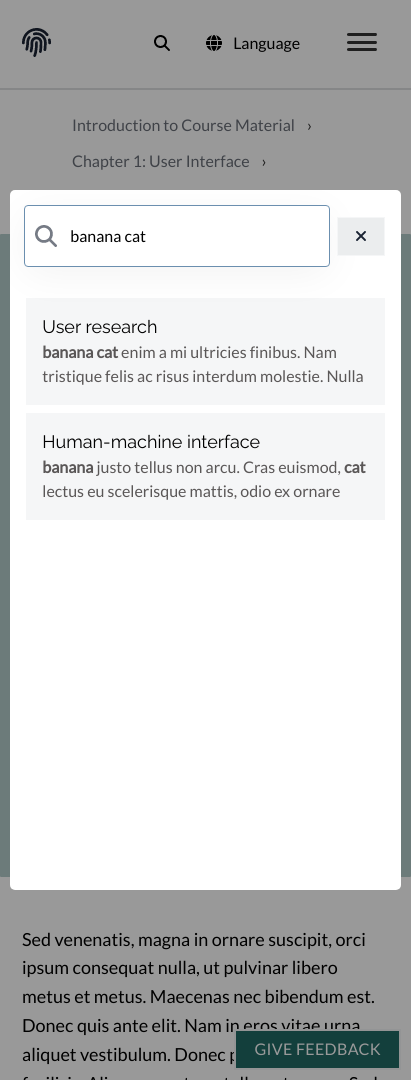 Language
Introduction to Course Material ›
Chapter 1: User Interface ›
banana cat
User research
banana cat enim a mi ultricies finibus. Nam
tristique felis ac risus interdum molestie. Nulla
Human-machine interface
banana justo tellus non arcu. Cras euismod, cat
lectus eu scelerisque mattis, odio ex ornare
Sed venenatis, magna in ornare suscipit, orci
ipsum consequat nulla, ut pulvinar libero
metus et metus. Maecenas nec bibendum est.
Donec quis ante elit. Nam in eros vitae urna
aliquet vestibulum. Donec
GIVE FEEDBACK